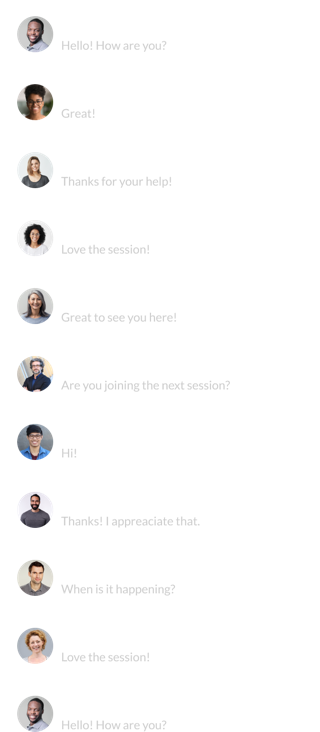 Hello! How are you?
Great!
Thanks for your help!
Love the session!
Great to see you here!
Are you joining the next session?
Hi!
Thanks! I appreaciate that.
When is it happening?
Love the session!
Hello! How are you?